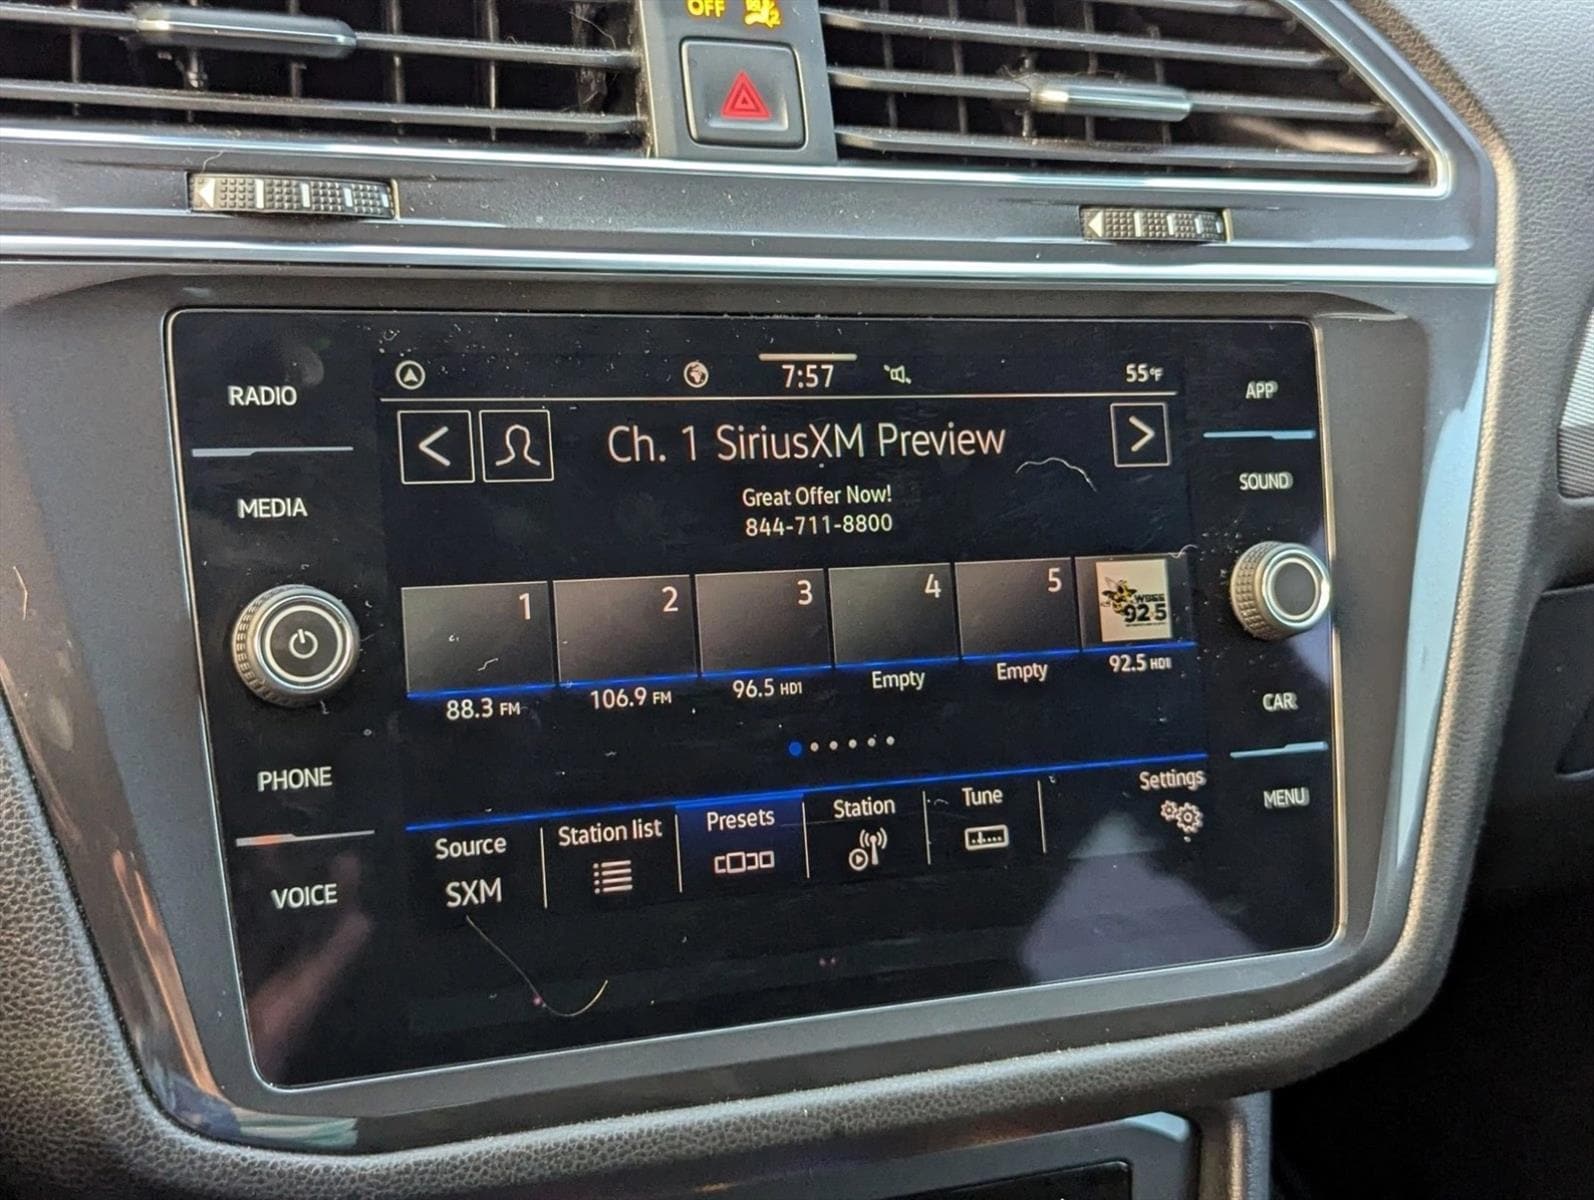 OFF
RADIO
7:57
55°F
APP
Ch. 1 SiriusXM Preview
MEDIA
Great Offer Now!
844-711-8800
SOUND
1
2
3
4
5
WBEE
92.5
88.3 FM
106.9 FM
96.5 HD1
Empty
Empty
92.5 HD1
CAR
PHONE
Source
SXM
Station list
Presets
Station
Tune
Settings
MENU
VOICE